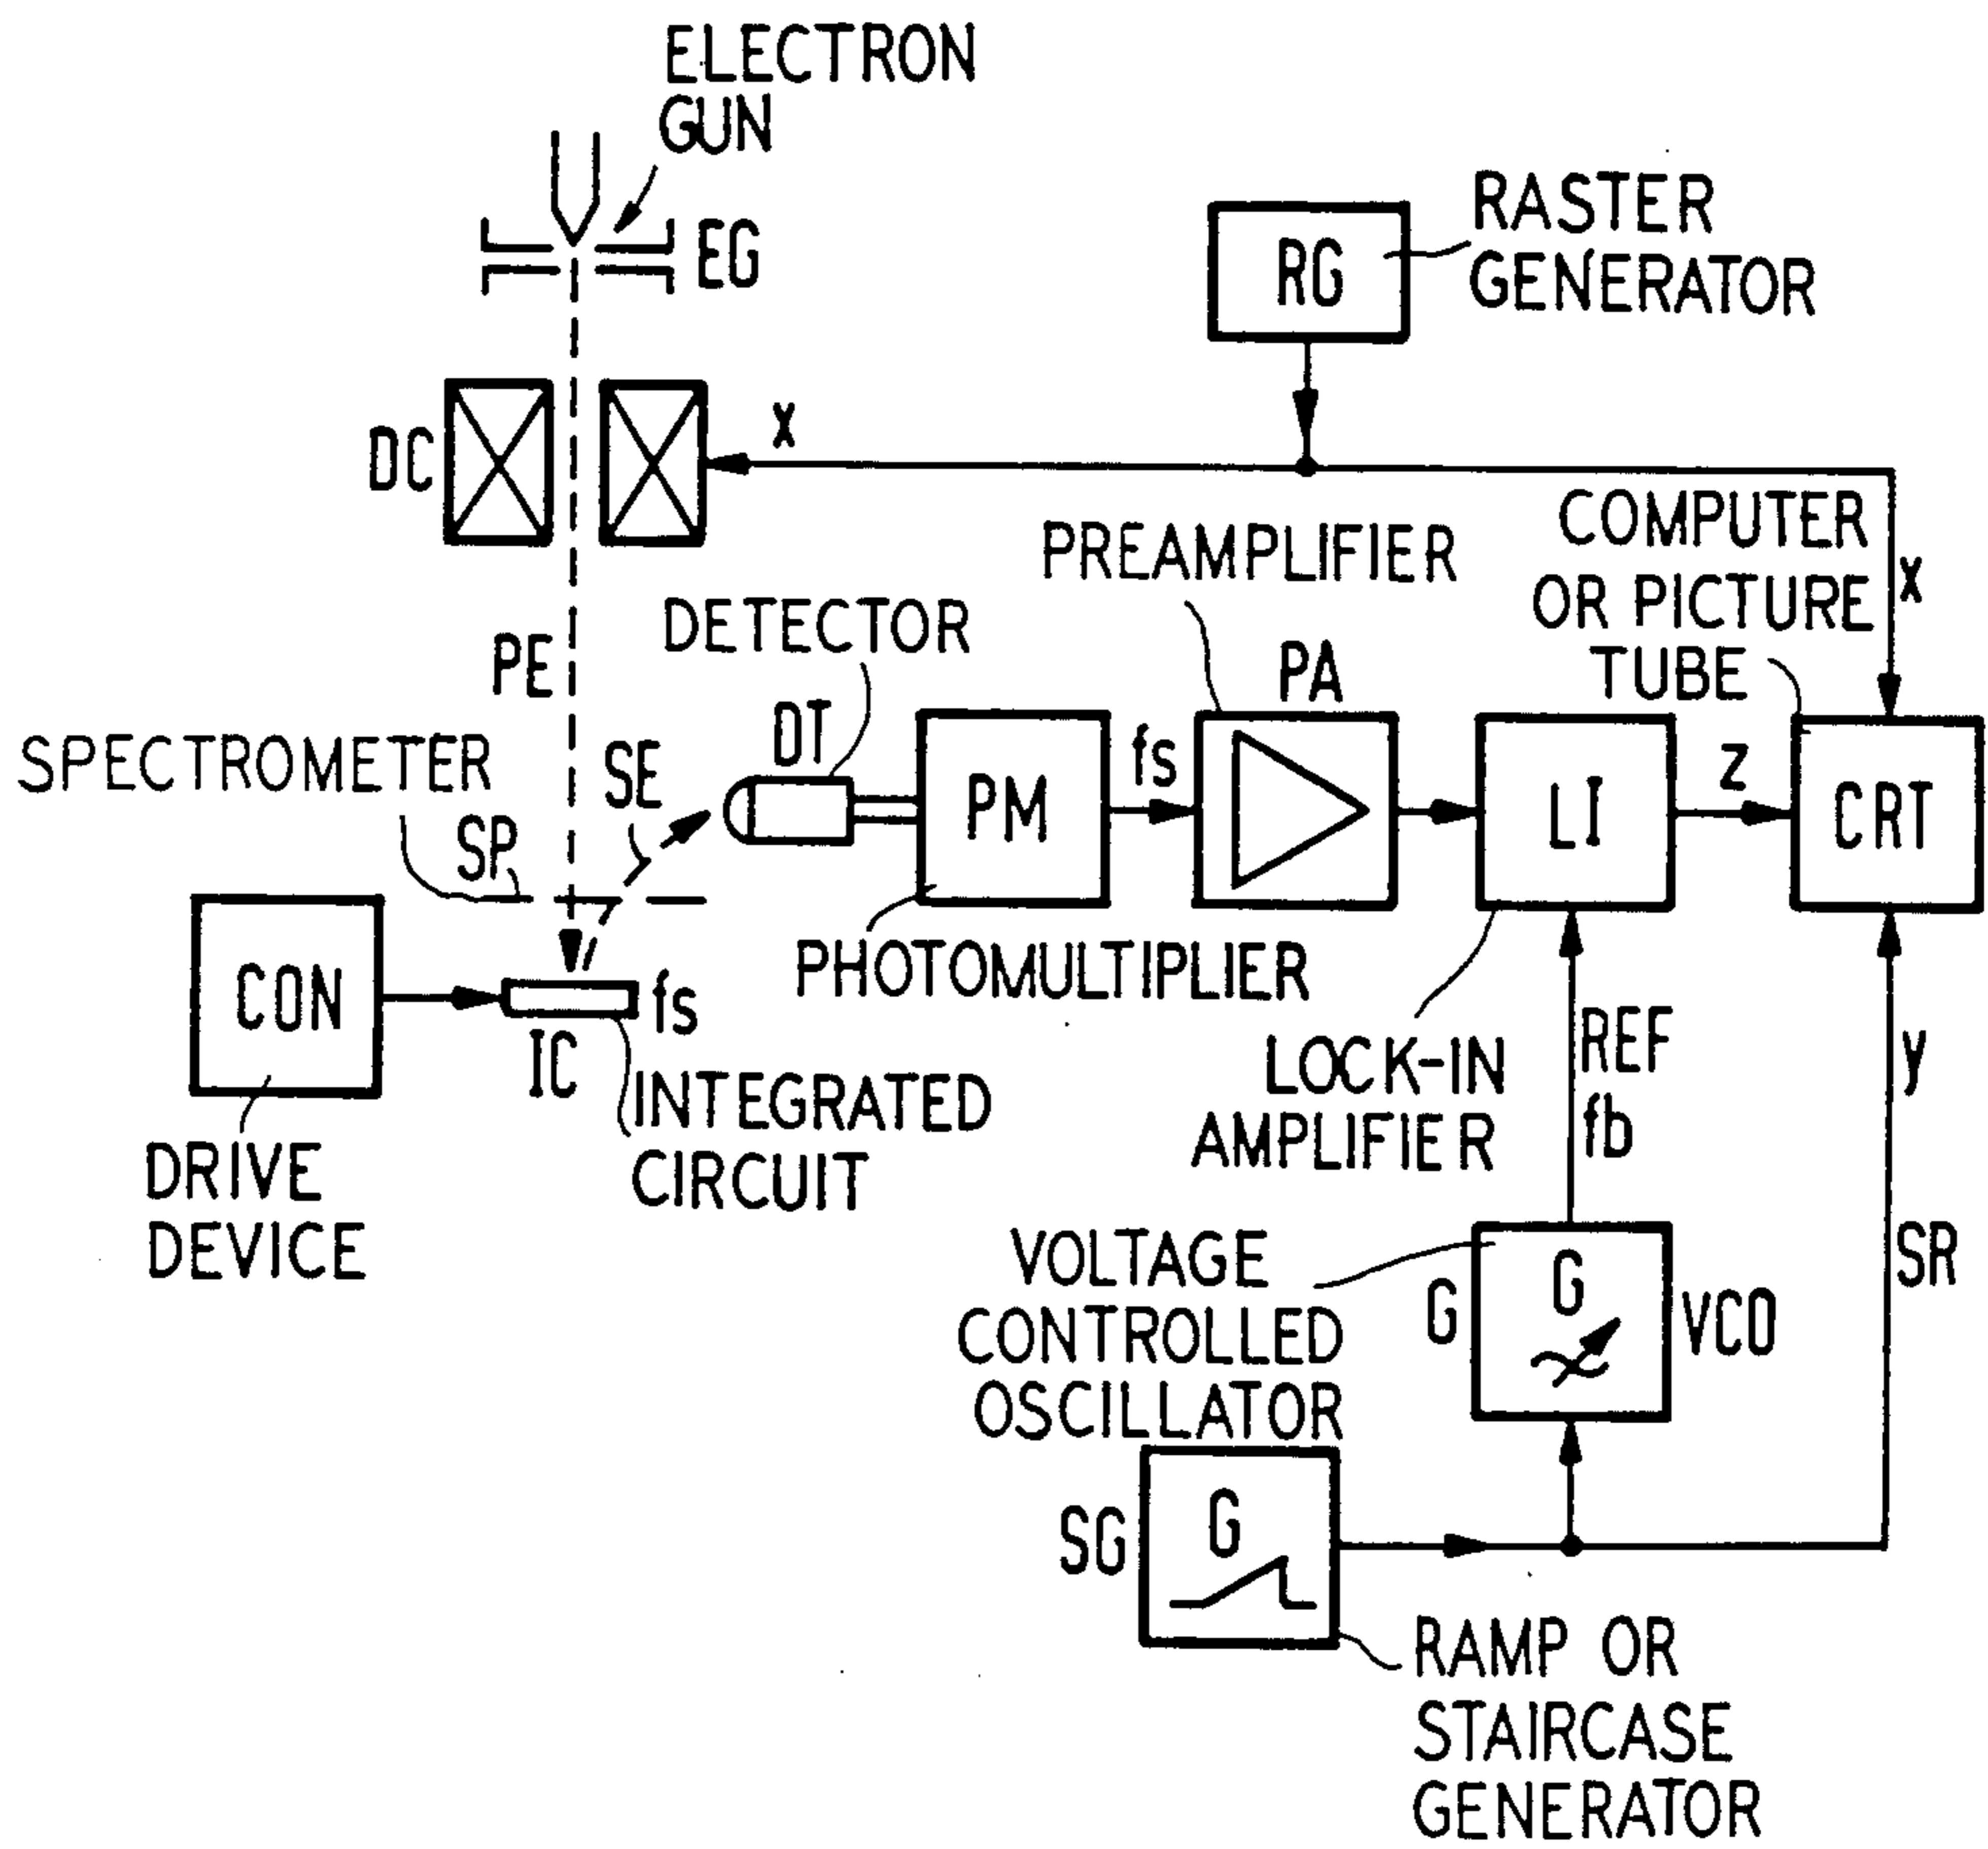 ELECTRON
GUN
EG
RG
RASTER
GENERATOR
DC
X
COMPUTER
OR PICTURE
TUBE
X
PREAMPLIFIER
DETECTOR
PE
PA
DT
SPECTROMETER
SE
SP
PM
fs
LI
Z
CRT
PHOTOMULTIPLIER
CON
fs
IC
INTEGRATED
CIRCUIT
DRIVE
DEVICE
LOCK-IN
AMPLIFIER
REF
fb
y
VOLTAGE
CONTROLLED
OSCILLATOR
G
G
VCO
SR
SG
G
RAMP OR
STAIRCASE
GENERATOR